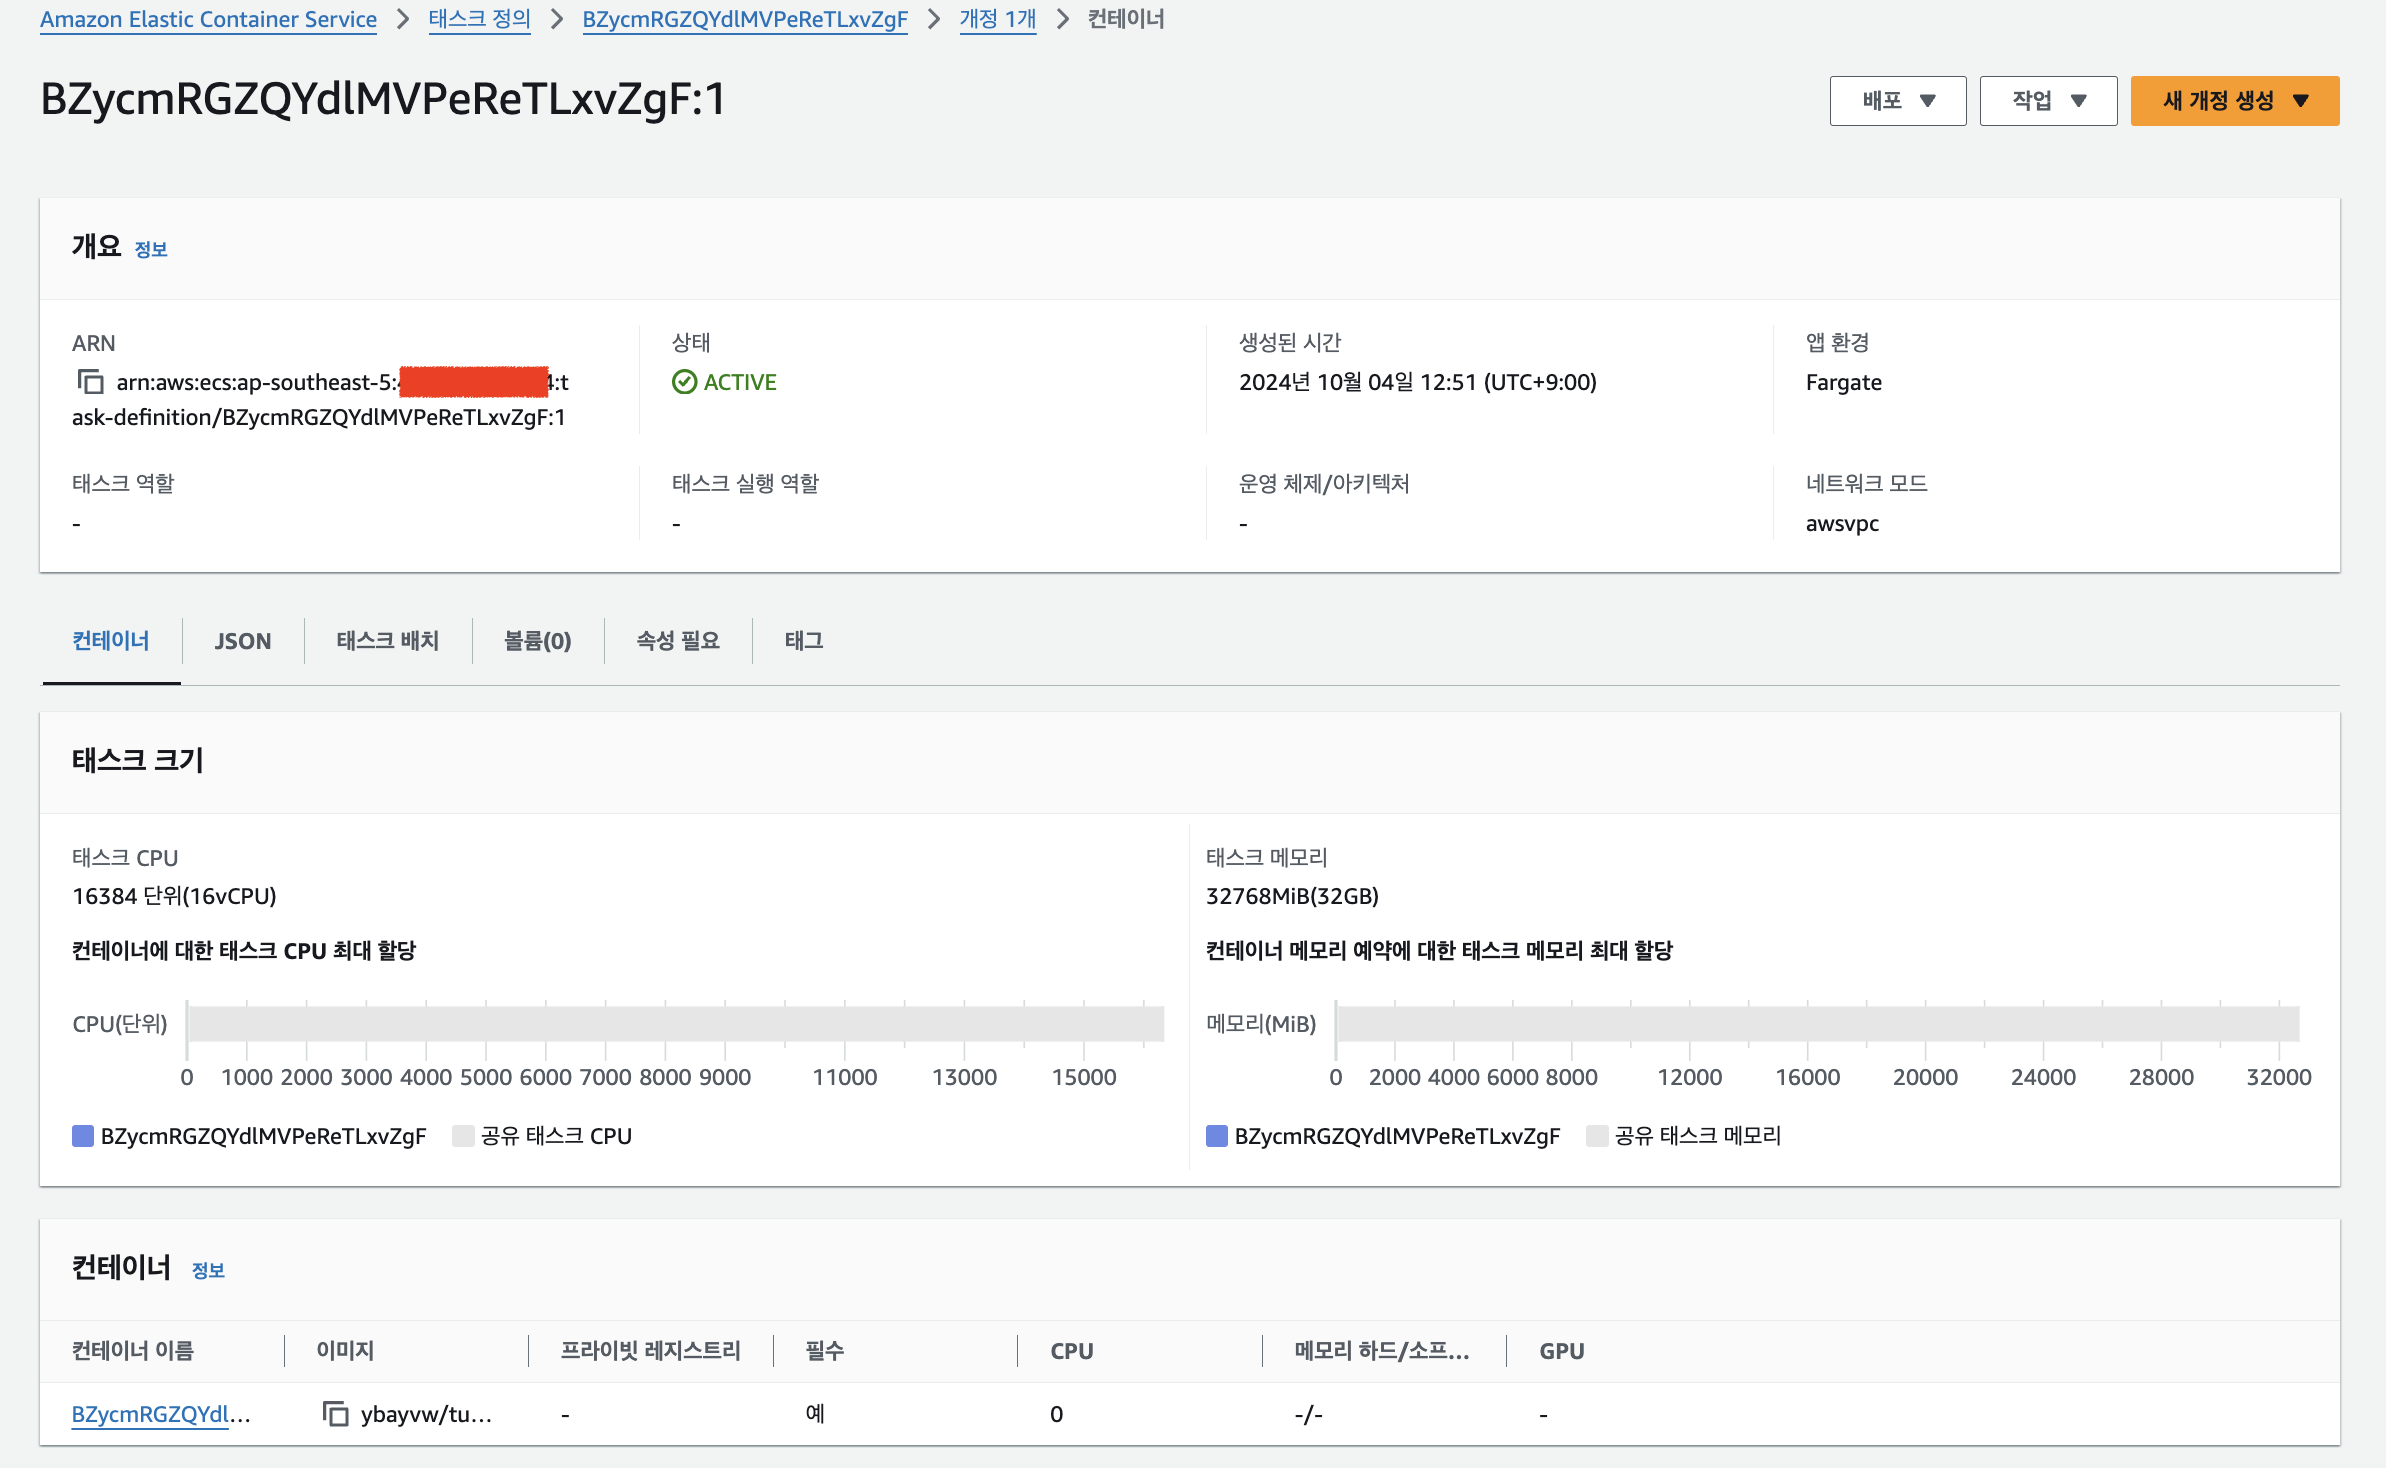 Amazon Elastic Container Service > 태스크 정의 > BZycmRGZQYdlMVPeReTLxvZgF > 개정 1개 > 컨테이너
BZycmRGZQYdlMVPeReTLxvZgF:1
배포 ▼ 작업 ▼ 새 개정 생성 ▼
개요 정보
ARN
arn:aws:ecs:ap-southeast-5: :t
ask-definition/BZycmRGZQYdlMVPeReTLxvZgF:1
상태
ACTIVE
생성된 시간
2024년 10월 04일 12:51 (UTC+9:00)
앱 환경
Fargate
태스크 역할
-
태스크 실행 역할
-
운영 체제/아키텍처
-
네트워크 모드
awsvpc
컨테이너 JSON 태스크 배치 볼륨(0) 속성 필요 태그
태스크 크기
태스크 CPU
16384 단위(16vCPU)
컨테이너에 대한 태스크 CPU 최대 할당
CPU(단위)
0 1000 2000 3000 4000 5000 6000 7000 8000 9000 11000 13000 15000
BZycmRGZQYdlMVPeReTLxvZgF 공유 태스크 CPU
태스크 메모리
32768MiB(32GB)
컨테이너 메모리 예약에 대한 태스크 메모리 최대 할당
메모리(MiB)
0 2000 4000 6000 8000 12000 16000 20000 24000 28000 32000
BZycmRGZQYdlMVPeReTLxvZgF 공유 태스크 메모리
컨테이너 정보
컨테이너 이름 이미지 프라이빗 레지스트리 필수 CPU 메모리 하드/소프... GPU
BZycmRGZQYdl... ybayvw/tu... - 예 0 -/- -